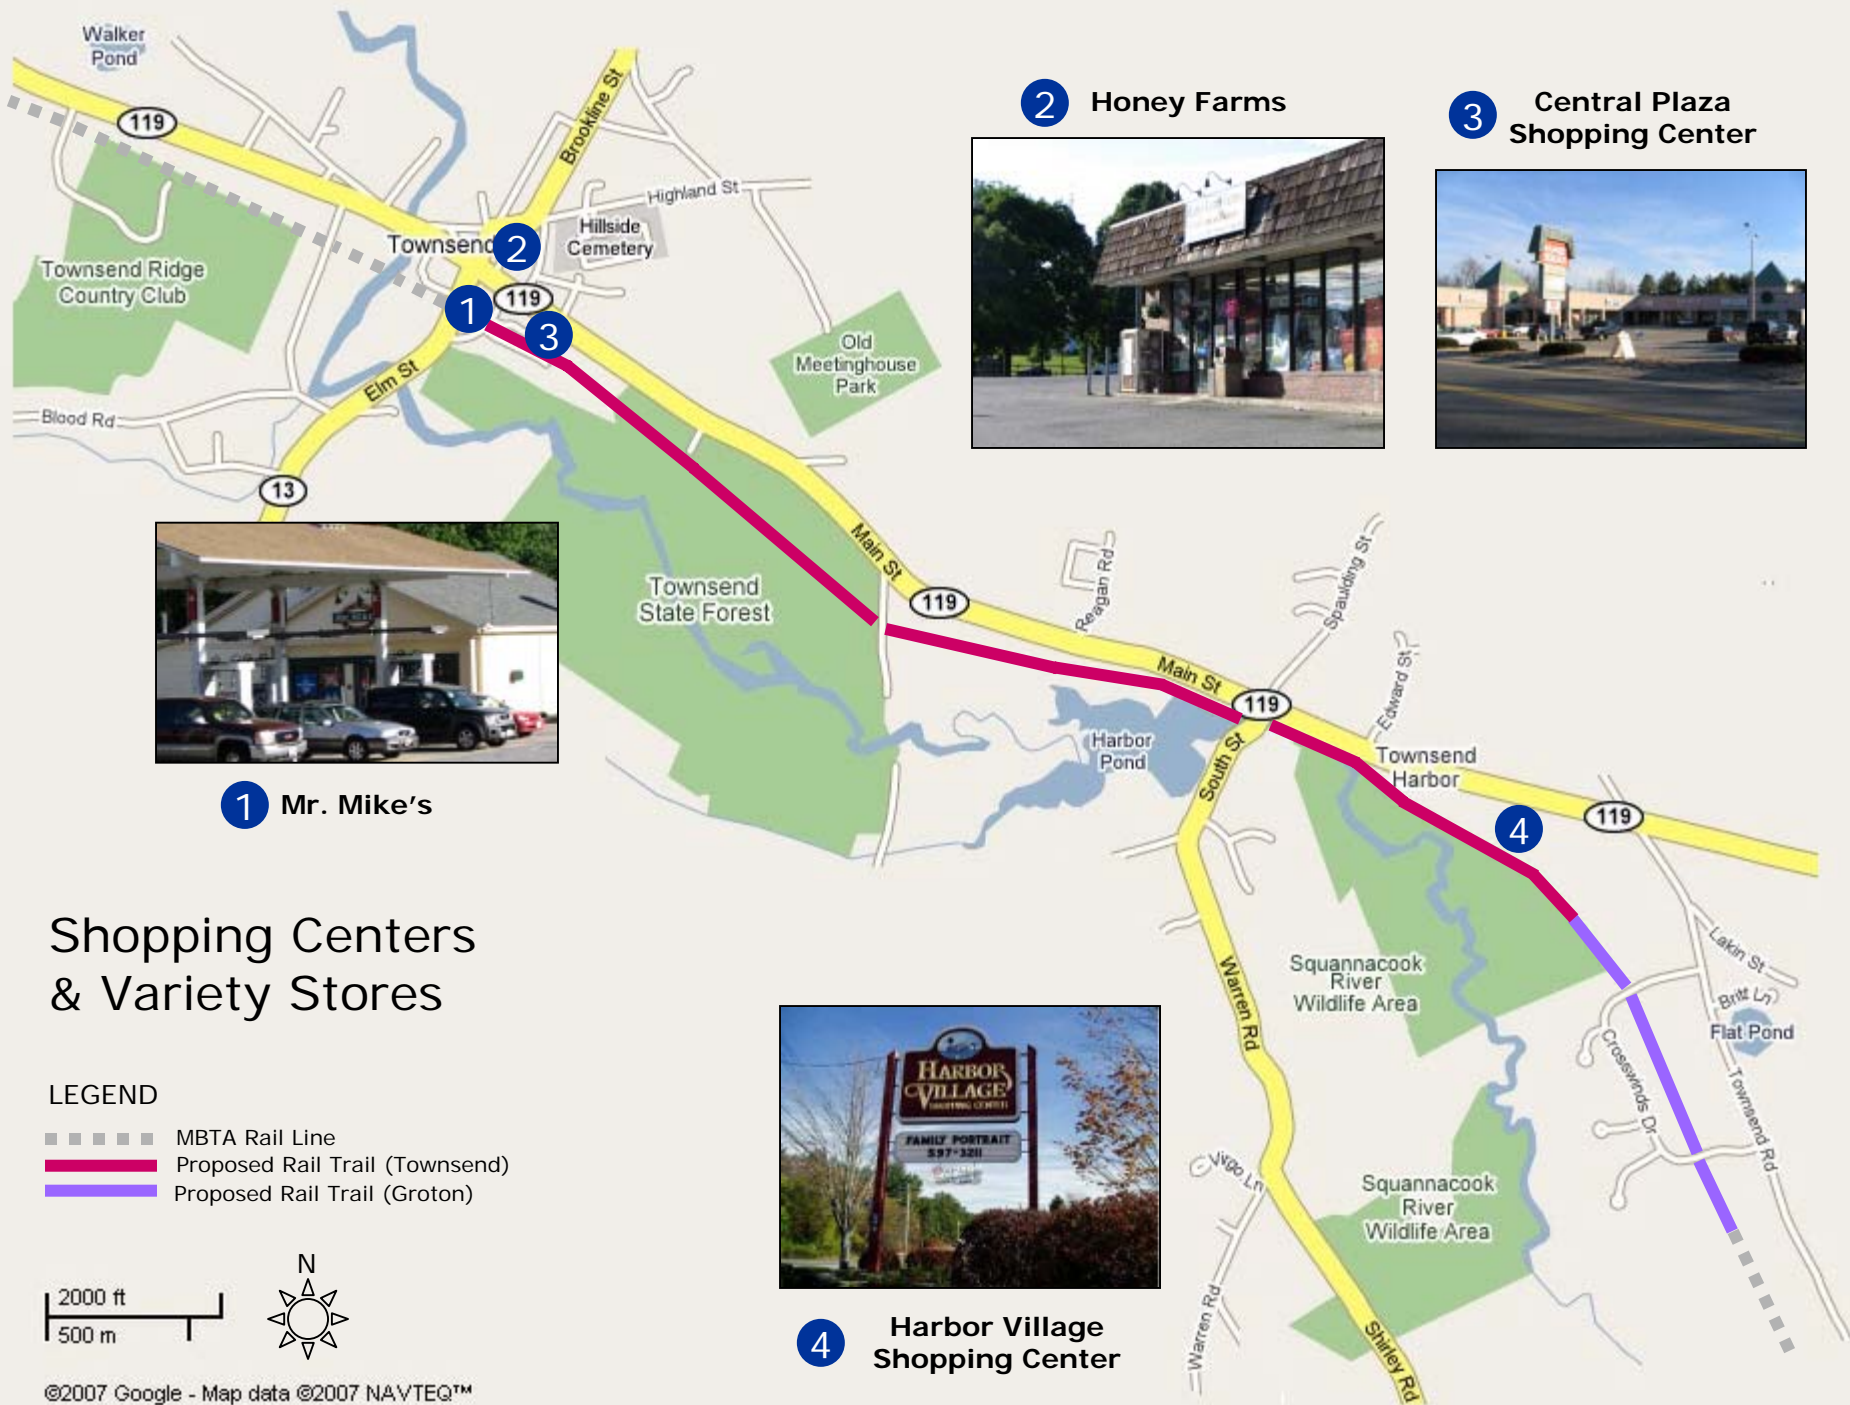 Walker
Pond
119
Brookline St
Highland St
Townsend
2
Hillside
Cemetery
Townsend Ridge
Country Club
1
119
3
Old
Meetinghouse
Park
Elm St
Blood Rd
13
2 Honey Farms
3 Central Plaza
Shopping Center
Main St
Townsend
State Forest
119
Reagan Rd
Spaulding St
Main St
119
Edward St
Harbor
Pond
South St
Townsend
Harbor
4
119
1 Mr. Mike's
Shopping Centers
& Variety Stores
Squannacook
River
Wildlife Area
Warren Rd
Lakin St
Britt Ln
Flat Pond
Crosswinds Dr
Townsend Rd
HARBOR
VILLAGE
SHOPPING CENTER
FAMILY PORTRAIT
597-3211
LEGEND
MBTA Rail Line
Proposed Rail Trail (Townsend)
Proposed Rail Trail (Groton)
Virgo Ln
Squannacook
River
Wildlife Area
N
2000 ft
500 m
Warren Rd
Shirley Rd
4 Harbor Village
Shopping Center
©2007 Google - Map data ©2007 NAVTEQ™